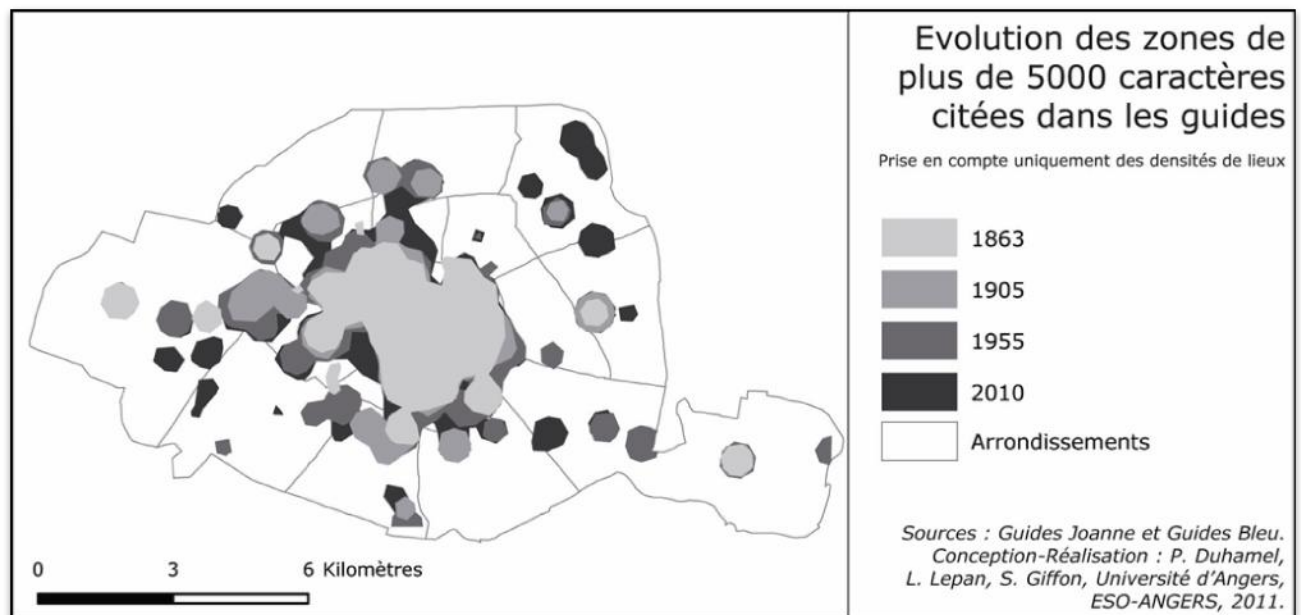 Evolution des zones de
plus de 5000 caractères
citées dans les guides
Prise en compte uniquement des densités de lieux
1863
1905
1955
2010
Arrondissements
Sources : Guides Joanne et Guides Bleu.
Conception-Réalisation : P. Duhamel,
L. Lepan, S. Giffon, Université d'Angers,
ESO-ANGERS, 2011.
0 3 6 Kilomètres